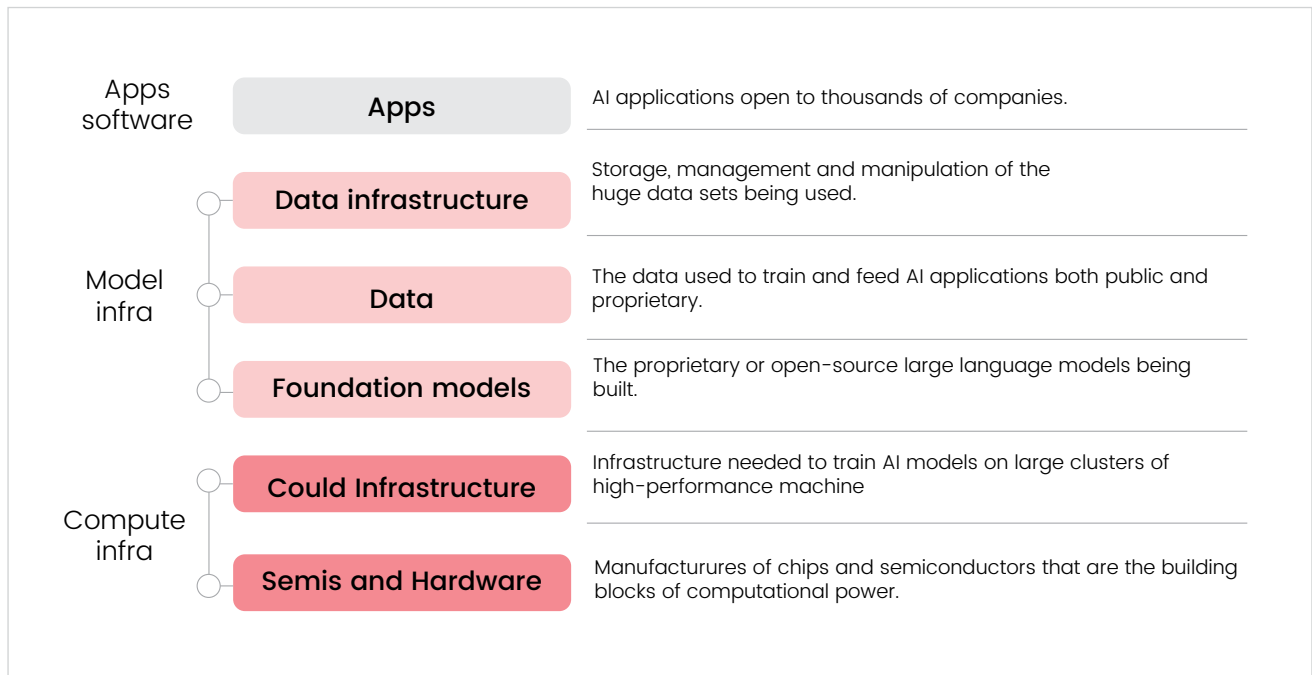 Apps
software
Apps
AI applications open to thousands of companies.
Data infrastructure
Storage, management and manipulation of the
huge data sets being used.
Model
infra
Data
The data used to train and feed AI applications both public and
proprietary.
Foundation models
The proprietary or open-source large language models being
built.
Compute
infra
Could Infrastructure
Infrastructure needed to train AI models on large clusters of
high-performance machine
Semis and Hardware
Manufacturures of chips and semiconductors that are the building
blocks of computational power.